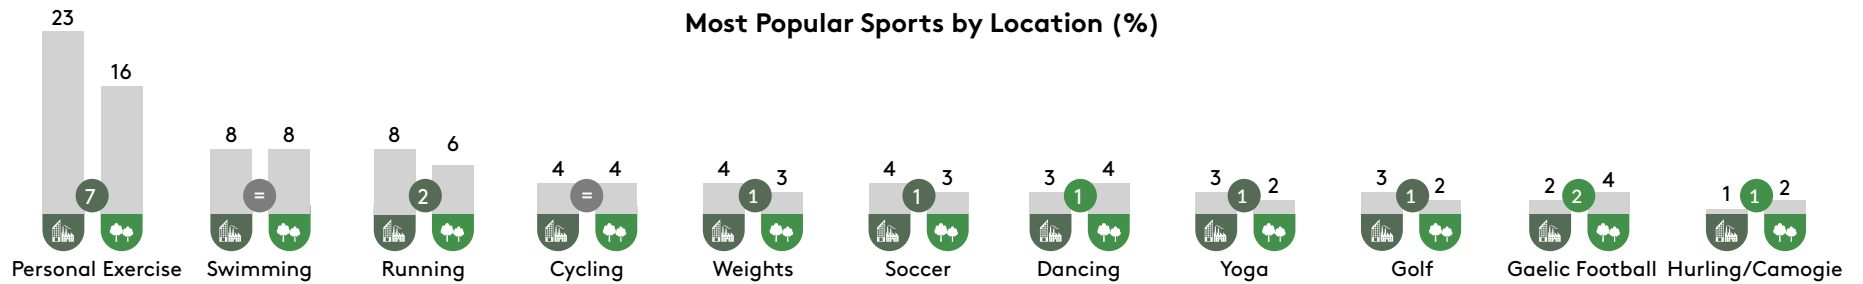 Most Popular Sports by Location (%)
23 16 8 8 8 6 4 4 4 3 4 3 3 4 3 2 3 2 2 4 1 2
7 = 2 = 1 1 1 1 1 2 1
Personal Exercise Swimming Running Cycling Weights Soccer Dancing Yoga Golf Gaelic Football Hurling/Camogie